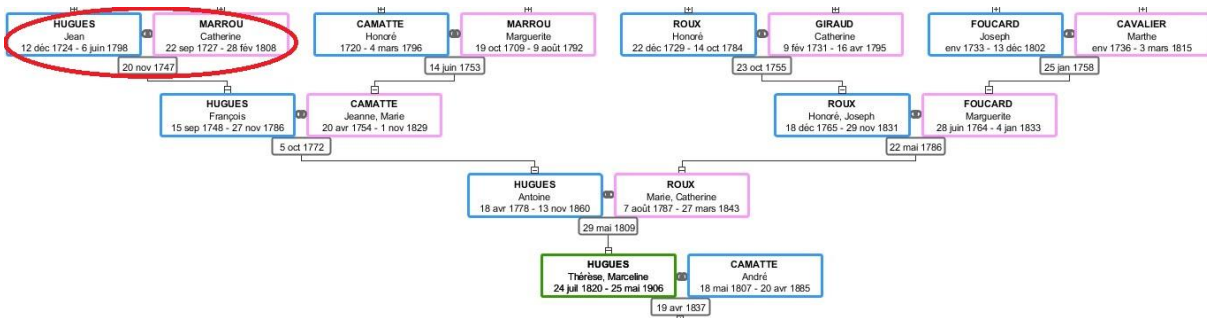 HUGUES
Jean
12 déc 1724 - 6 juin 1798
MARROU
Catherine
22 sep 1727 - 28 fév 1808
20 nov 1747
CAMATTE
Honoré
1720 - 4 mars 1796
MARROU
Marguerite
19 oct 1709 - 9 août 1792
14 juin 1753
ROUX
Honoré
22 déc 1729 - 14 oct 1784
GIRAUD
Catherine
9 fév 1731 - 16 avr 1795
23 oct 1755
FOUCARD
Joseph
env 1733 - 13 déc 1802
CAVALIER
Marthe
env 1736 - 3 mars 1815
25 jan 1758
HUGUES
François
15 sep 1748 - 27 nov 1786
CAMATTE
Jeanne, Marie
20 avr 1754 - 1 nov 1829
5 oct 1772
ROUX
Honoré, Joseph
18 déc 1765 - 29 nov 1831
FOUCARD
Marguerite
28 juin 1764 - 4 jan 1833
22 mai 1786
HUGUES
Antoine
18 avr 1778 - 13 nov 1860
ROUX
Marie, Catherine
7 août 1787 - 27 mars 1843
29 mai 1809
HUGUES
Thérèse, Marceline
24 juil 1820 - 25 mai 1906
CAMATTE
André
18 mai 1807 - 20 avr 1885
19 avr 1837